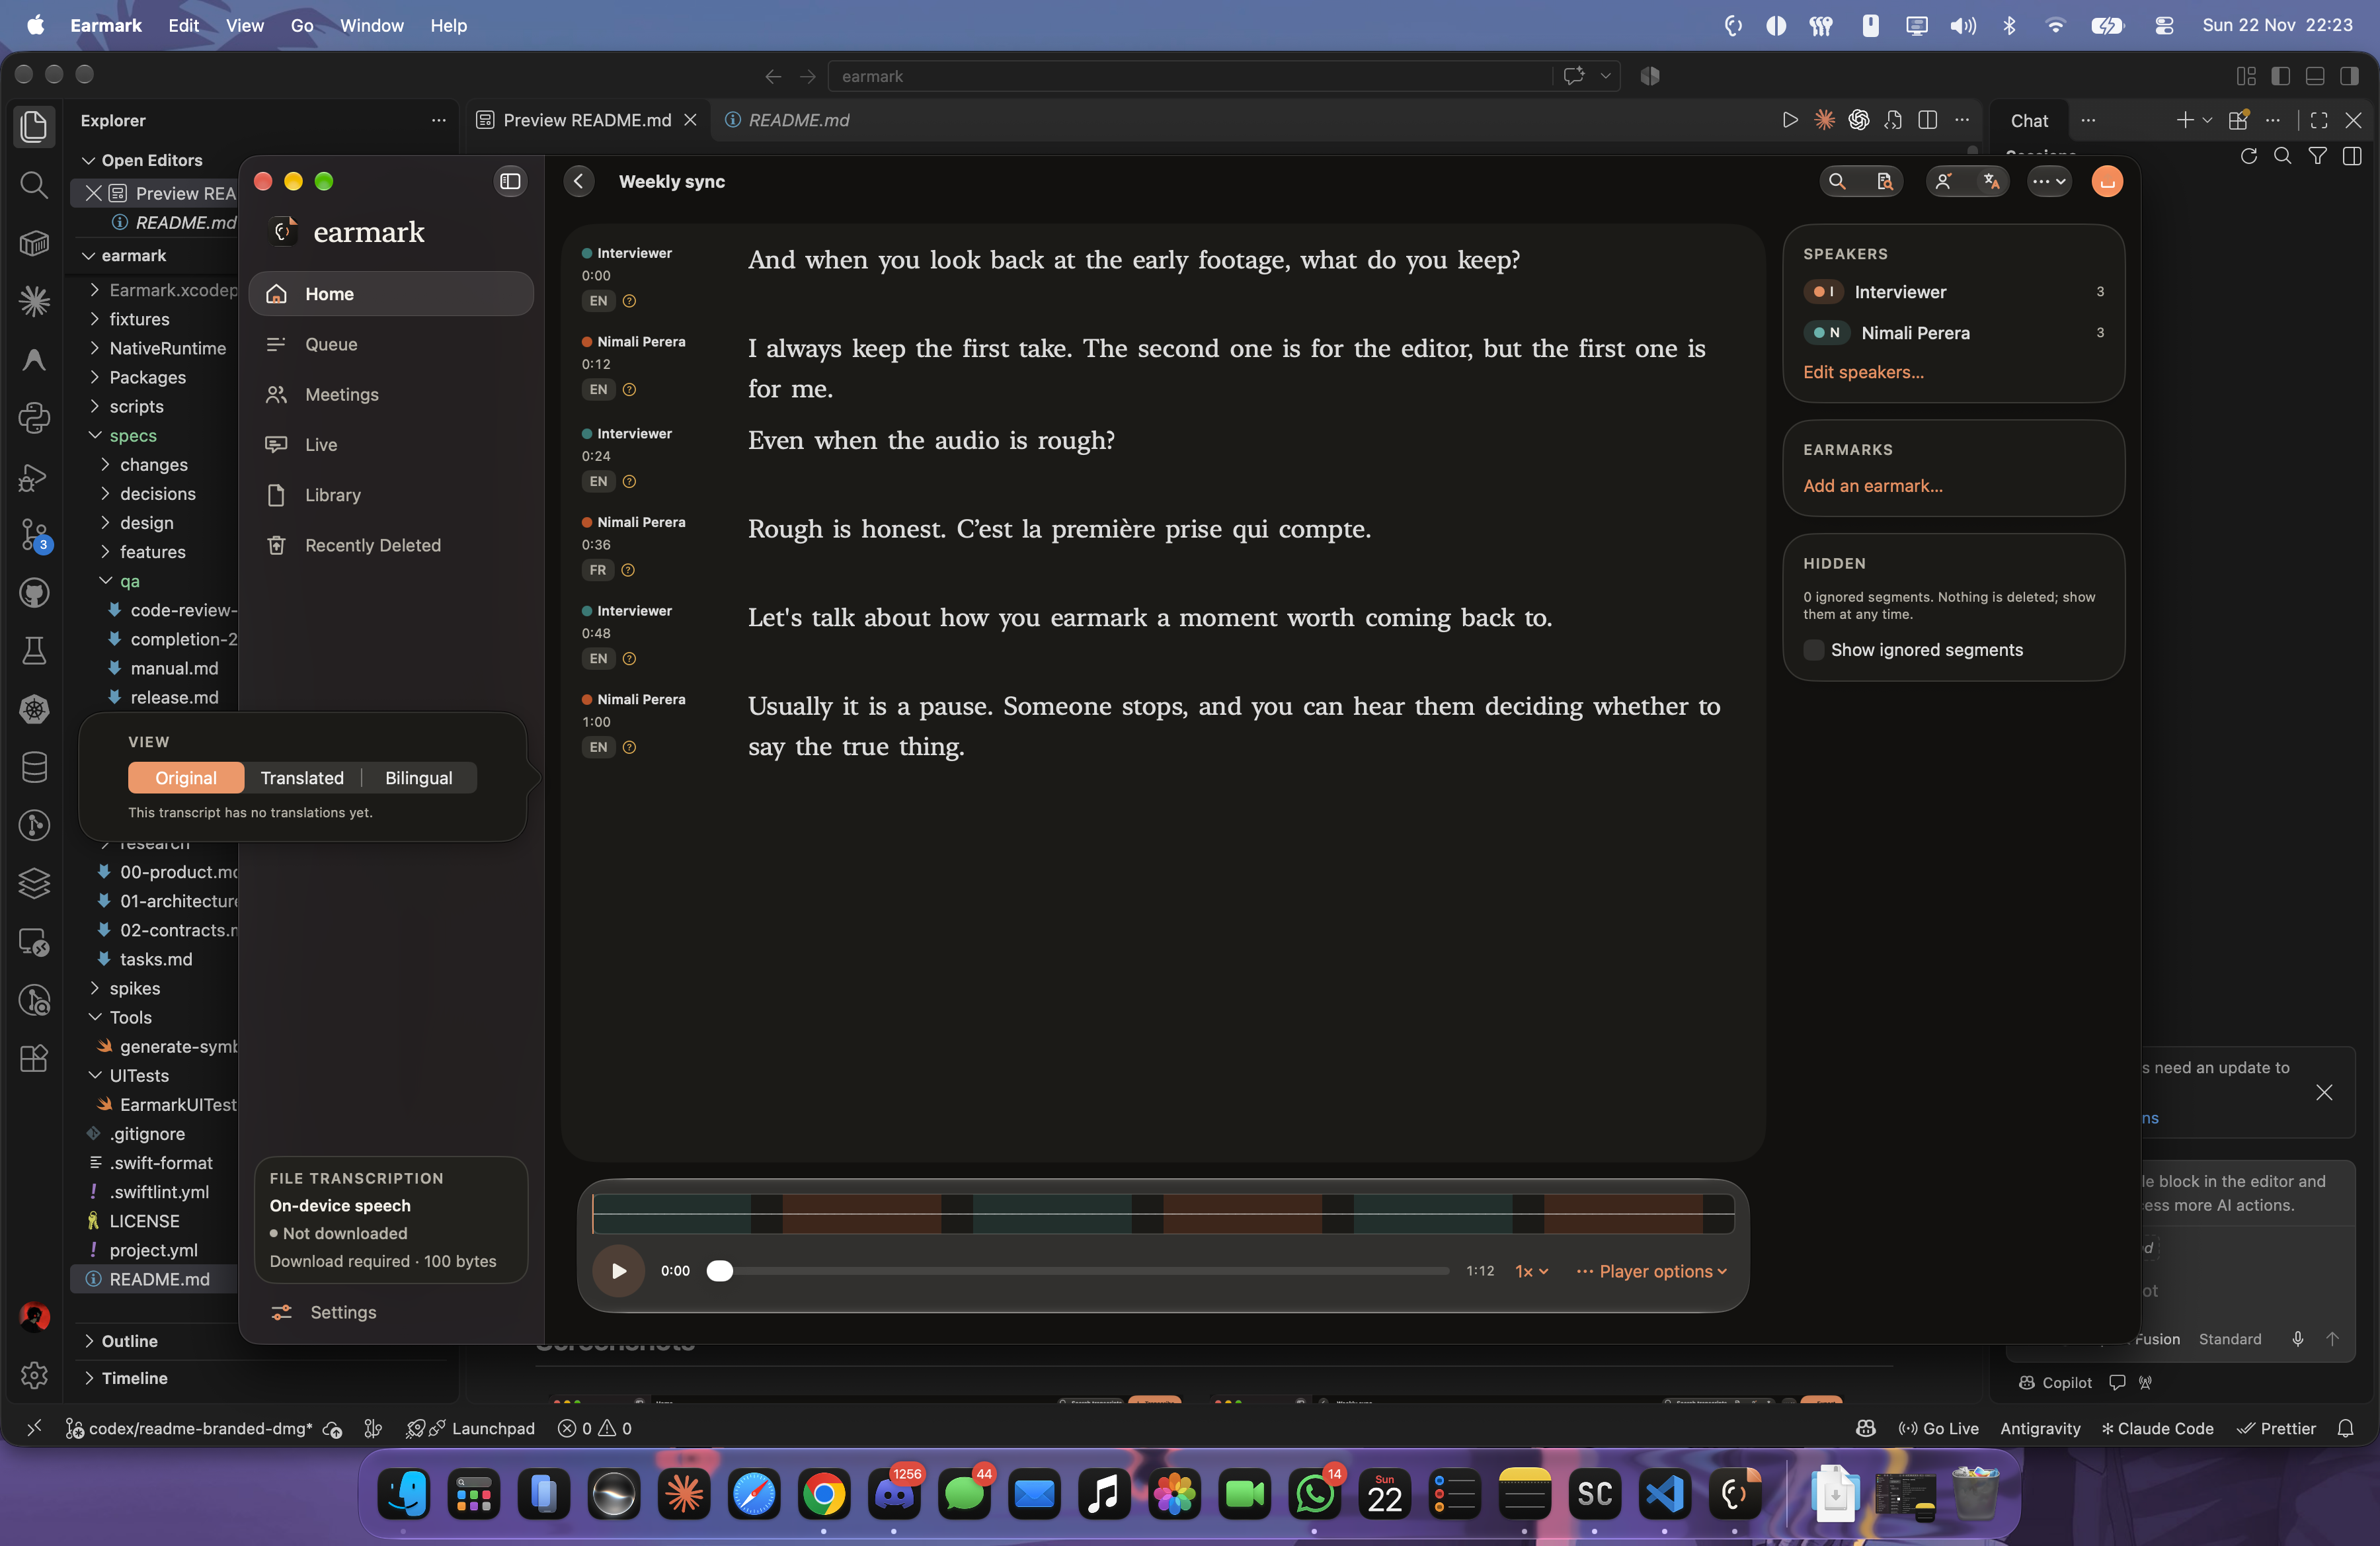 Earmark Edit View Go Window Help
Sun 22 Nov 22:23
earmark
Explorer
Preview README.md
README.md
Chat
Open Editors
Preview REA
README.md
earmark
Earmark.xcodep
fixtures
NativeRuntime
Packages
scripts
specs
changes
decisions
design
features
qa
code-review-
completion-2
manual.md
release.md
research
00-product.md
01-architecture
02-contracts.m
tasks.md
spikes
Tools
generate-symb
UITests
EarmarkUITest
.gitignore
.swift-format
.swiftlint.yml
LICENSE
project.yml
README.md
Outline
Timeline
3
earmark
Home
Queue
Meetings
Live
Library
Recently Deleted
VIEW
Original Translated Bilingual
This transcript has no translations yet.
FILE TRANSCRIPTION
On-device speech
Not downloaded
Download required · 100 bytes
Settings
Weekly sync
Interviewer
0:00
EN
And when you look back at the early footage, what do you keep?
Nimali Perera
0:12
EN
I always keep the first take. The second one is for the editor, but the first one is
for me.
Interviewer
0:24
EN
Even when the audio is rough?
Nimali Perera
0:36
FR
Rough is honest. C’est la première prise qui compte.
Interviewer
0:48
EN
Let's talk about how you earmark a moment worth coming back to.
Nimali Perera
1:00
EN
Usually it is a pause. Someone stops, and you can hear them deciding whether to
say the true thing.
0:00
1:12
1x
Player options
SPEAKERS
I Interviewer 3
N Nimali Perera 3
Edit speakers...
EARMARKS
Add an earmark...
HIDDEN
0 ignored segments. Nothing is deleted; show
them at any time.
Show ignored segments
s need an update to
ns
le block in the editor and
ess more AI actions.
ot
Fusion Standard
Copilot
Screenshots
codex/readme-branded-dmg* Launchpad 0 0
Go Live Antigravity Claude Code Prettier
1256
44
14
Sun
22
SC